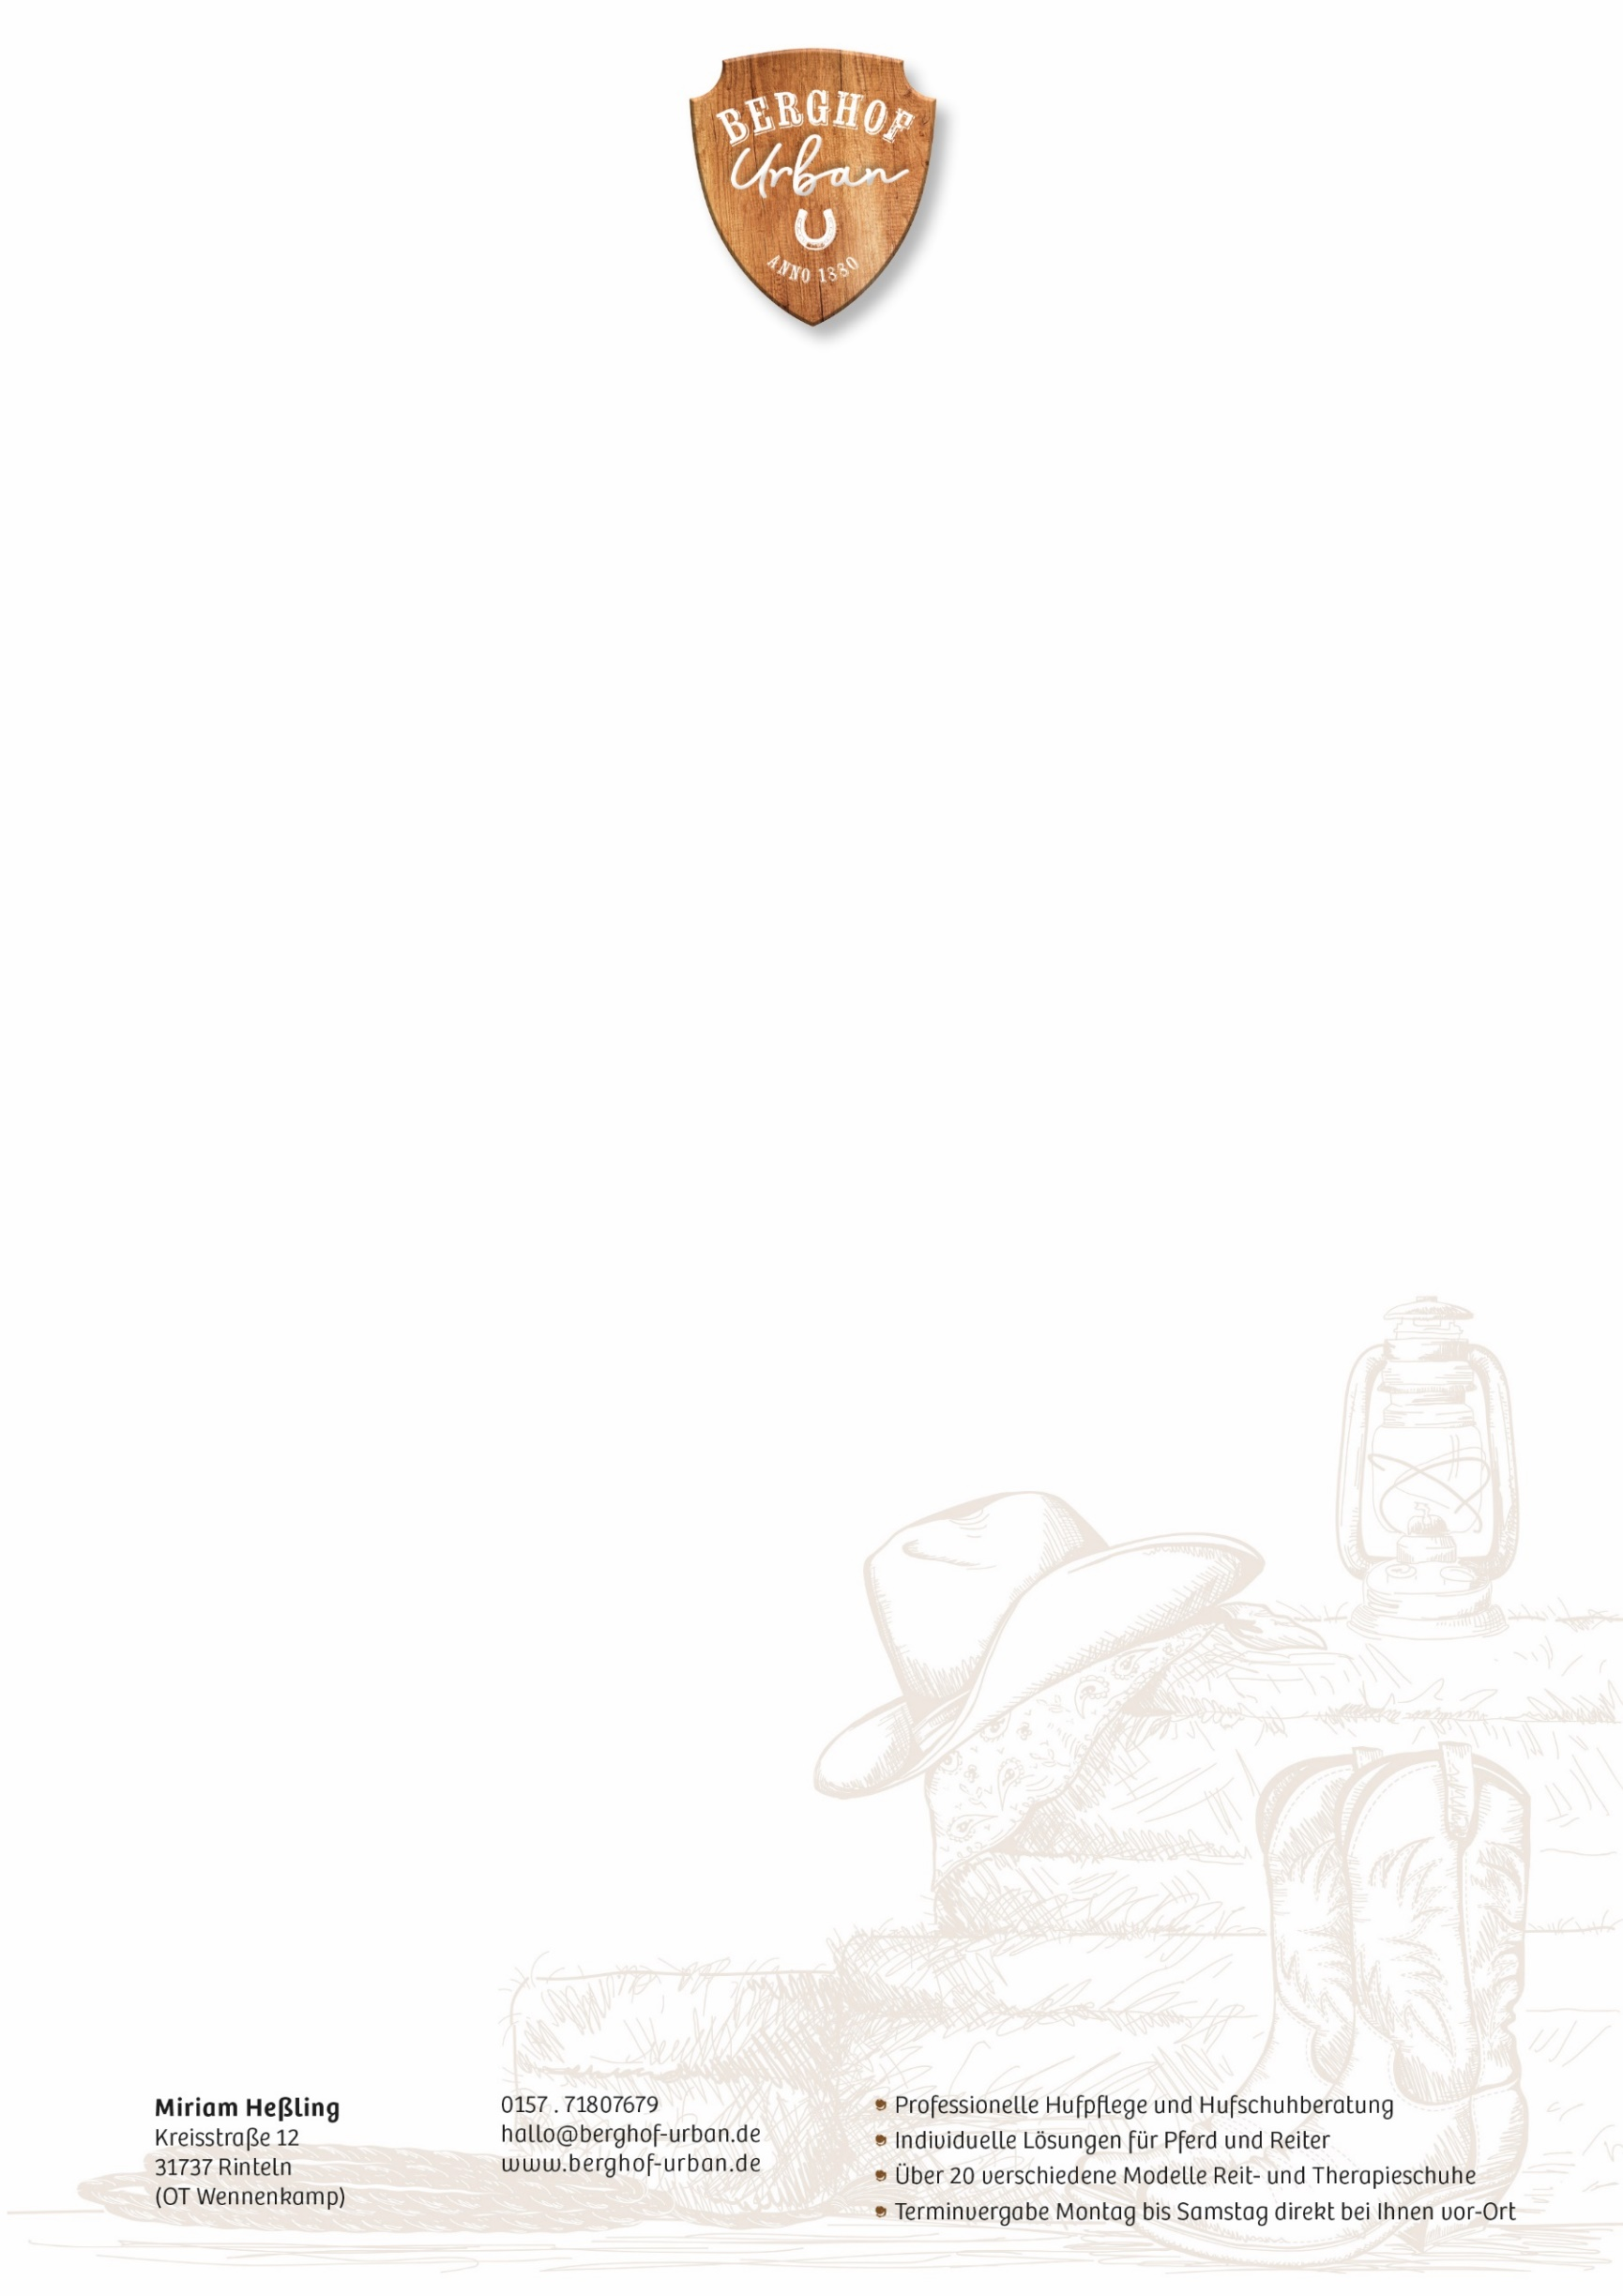 BERGHOF
Urban
ANNO 1880
Miriam Heßling
Kreisstraße 12
31737 Rinteln
(OT Wennenkamp)
0157 . 71807679
hallo@berghof-urban.de
www.berghof-urban.de
Professionelle Hufpflege und Hufschuhberatung
Individuelle Lösungen für Pferd und Reiter
Über 20 verschiedene Modelle Reit- und Therapieschuhe
Terminvergabe Montag bis Samstag direkt bei Ihnen vor-Ort